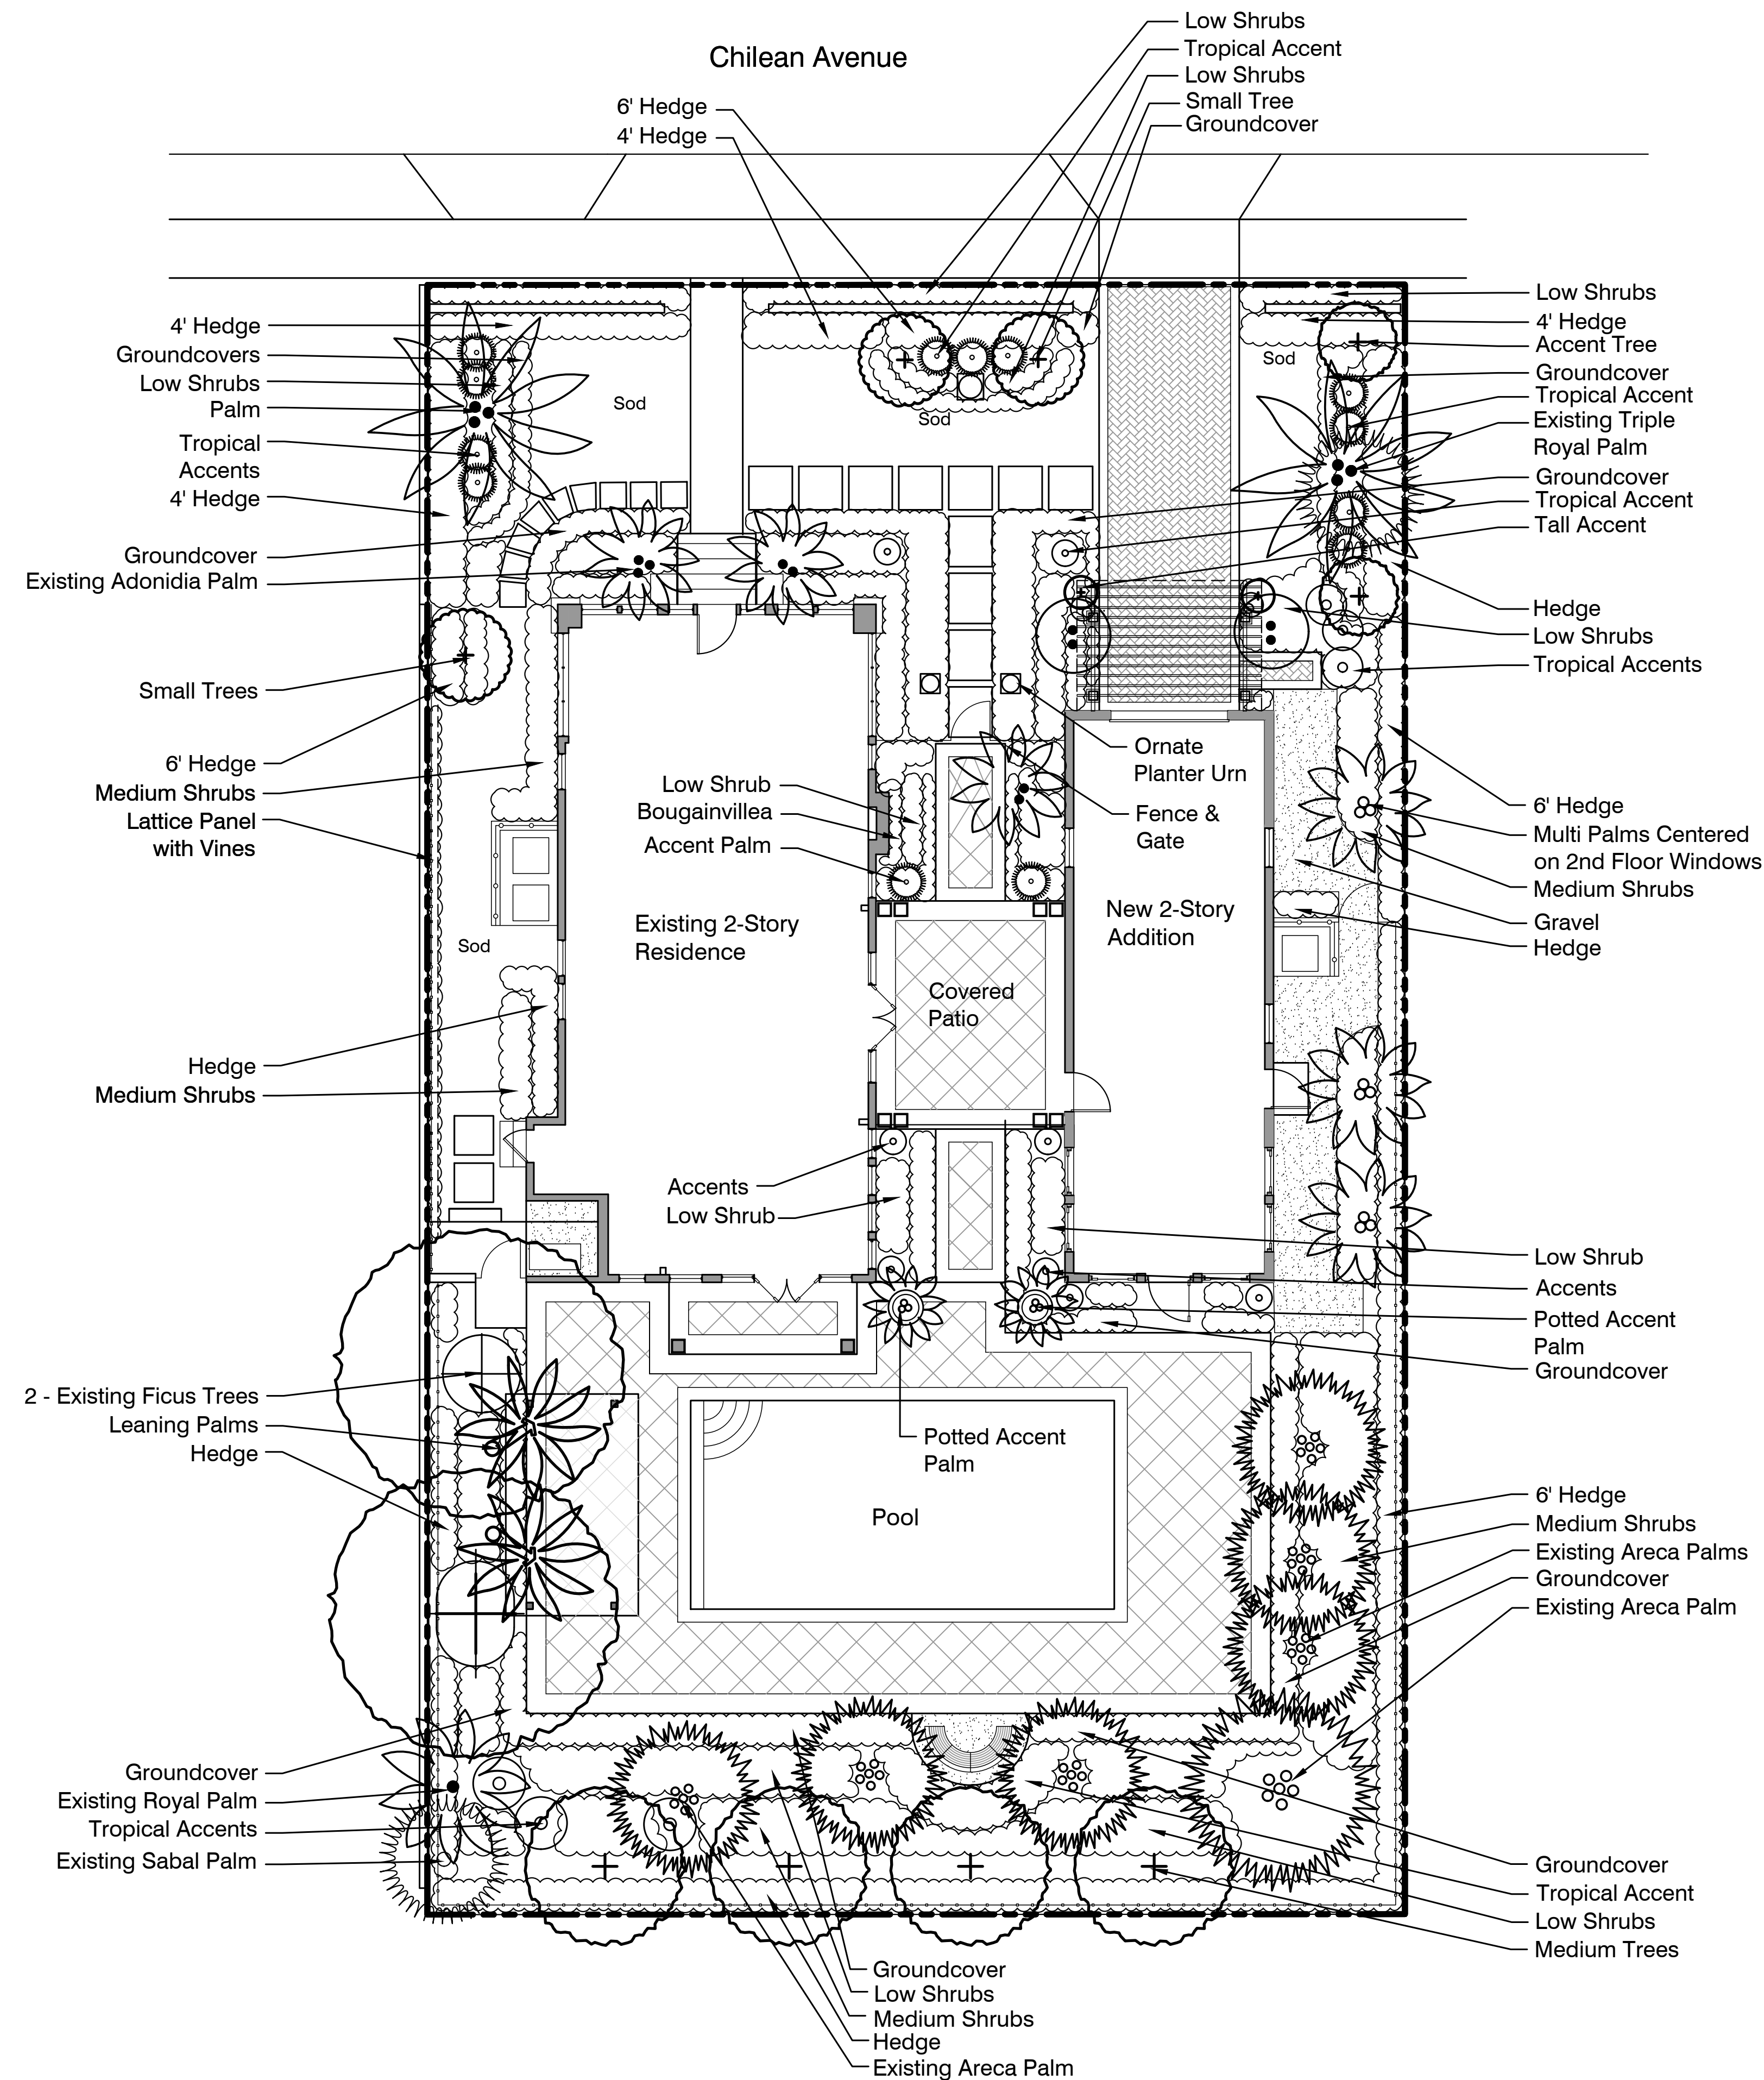 Chilean Avenue
Low Shrubs
Tropical Accent
Low Shrubs
Small Tree
Groundcover
6' Hedge
4' Hedge
4' Hedge
Groundcovers
Low Shrubs
Palm
Tropical
Accents
4' Hedge
Groundcover
Existing Adonidia Palm
Small Trees
6' Hedge
Medium Shrubs
Lattice Panel
with Vines
Hedge
Medium Shrubs
2 - Existing Ficus Trees
Leaning Palms
Hedge
Groundcover
Existing Royal Palm
Tropical Accents
Existing Sabal Palm
Sod
Sod
Sod
Sod
Low Shrub
Bougainvillea
Accent Palm
Existing 2-Story
Residence
Ornate
Planter Urn
Fence &
Gate
New 2-Story
Addition
Covered
Patio
Accents
Low Shrub
Potted Accent
Palm
Pool
Low Shrubs
4' Hedge
Accent Tree
Groundcover
Tropical Accent
Existing Triple
Royal Palm
Groundcover
Tropical Accent
Tall Accent
Hedge
Low Shrubs
Tropical Accents
6' Hedge
Multi Palms Centered
on 2nd Floor Windows
Medium Shrubs
Gravel
Hedge
Low Shrub
Accents
Potted Accent
Palm
Groundcover
6' Hedge
Medium Shrubs
Existing Areca Palms
Groundcover
Existing Areca Palm
Groundcover
Tropical Accent
Low Shrubs
Medium Trees
Groundcover
Low Shrubs
Medium Shrubs
Hedge
Existing Areca Palm